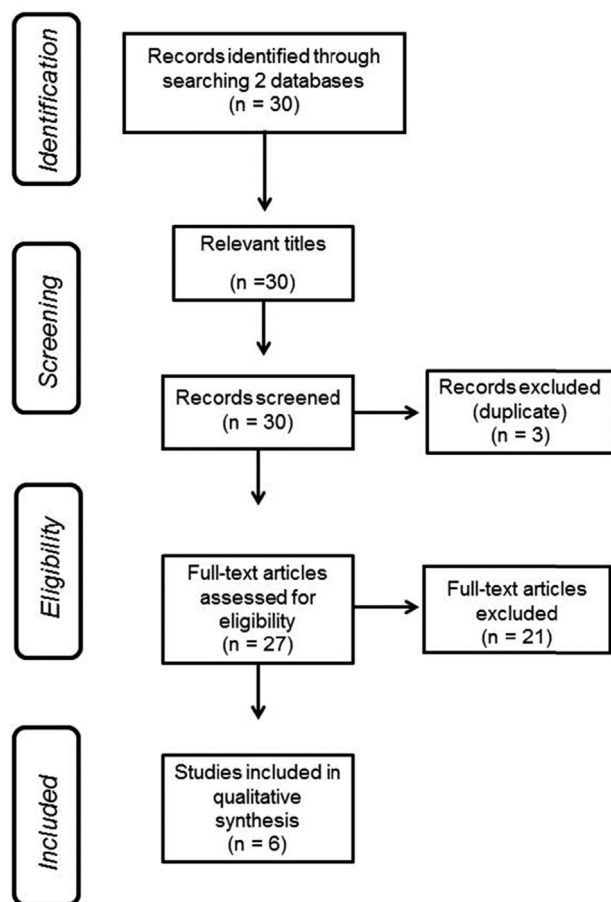 Identification
Records identified through
searching 2 databases
(n = 30)
Screening
Relevant titles
(n =30)
Records screened
(n = 30)
Records excluded
(duplicate)
(n = 3)
Eligibility
Full-text articles
assessed for
eligibility
(n = 27)
Full-text articles
excluded
(n = 21)
Included
Studies included in
qualitative
synthesis
(n = 6)